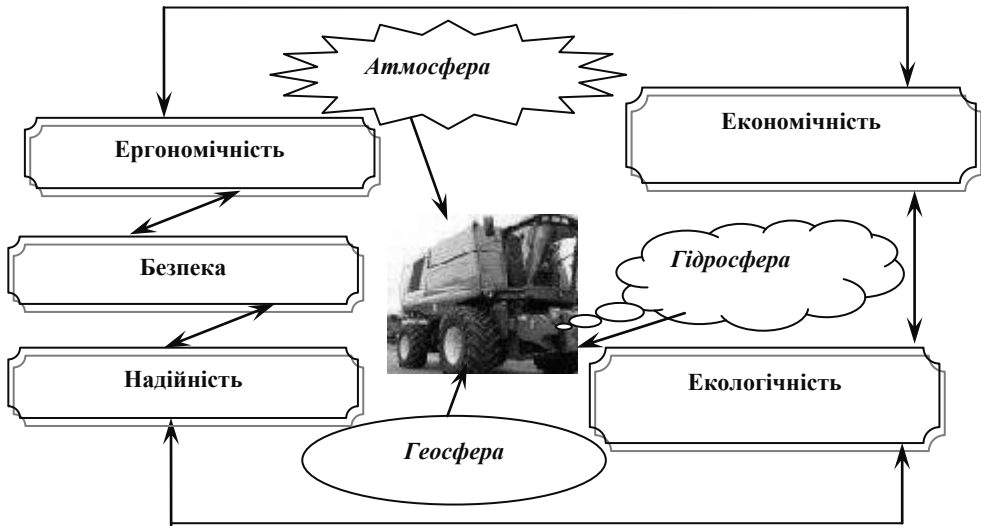 Атмосфера
Економічність
Ергономічність
Безпека
Гідросфера
Надійність
Екологічність
Геосфера